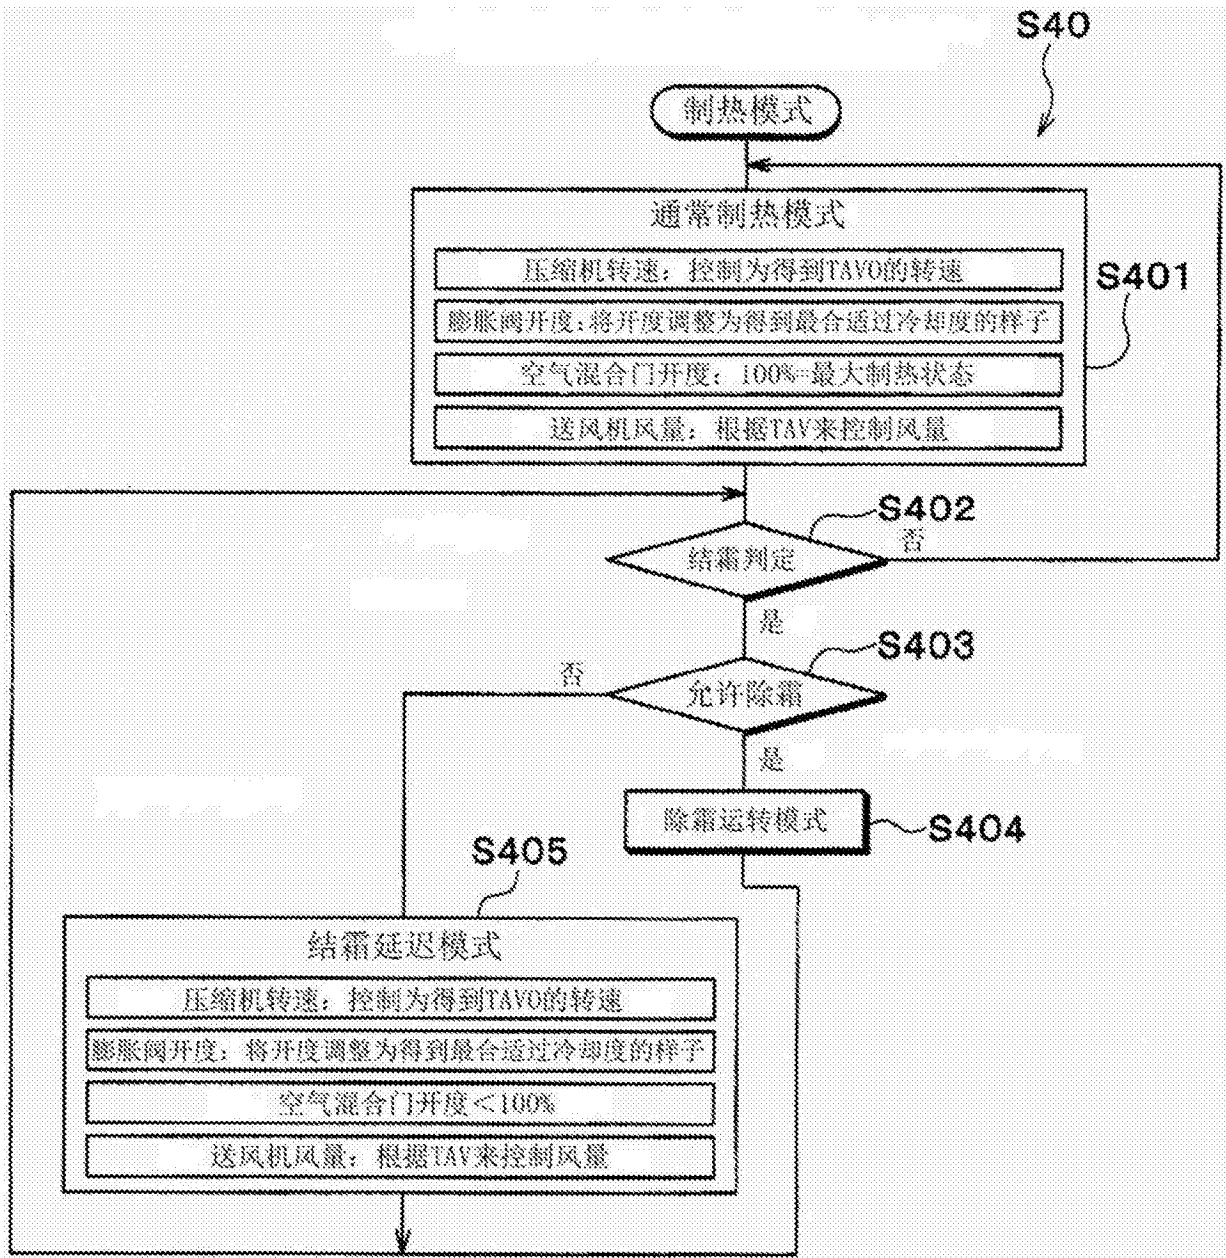 S40
制热模式
通常制热模式
压缩机转速：控制为得到TAVO的转速
S401
膨胀阀开度：将开度调整为得到最合适过冷却度的样子
空气混合门开度：100%=最大制热状态
送风机风量：根据TAV来控制风量
S402
否
结霜判定
是
S403
否
允许除霜
是
除霜运转模式
S404
S405
结霜延迟模式
压缩机转速：控制为得到TAVO的转速
膨胀阀开度：将开度调整为得到最合适过冷却度的样子
空气混合门开度＜100%
送风机风量：根据TAV来控制风量